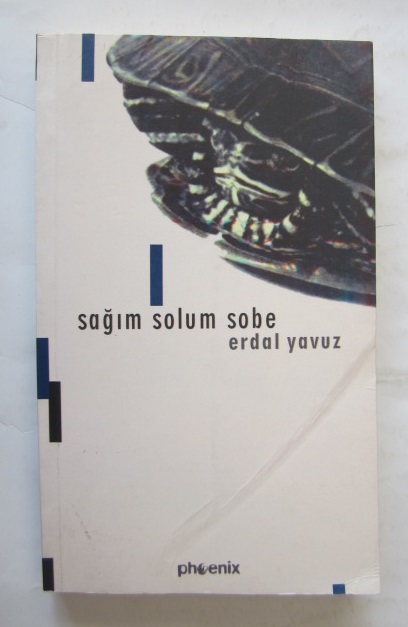 sağım solum sobe
erdal yavuz
phoenix